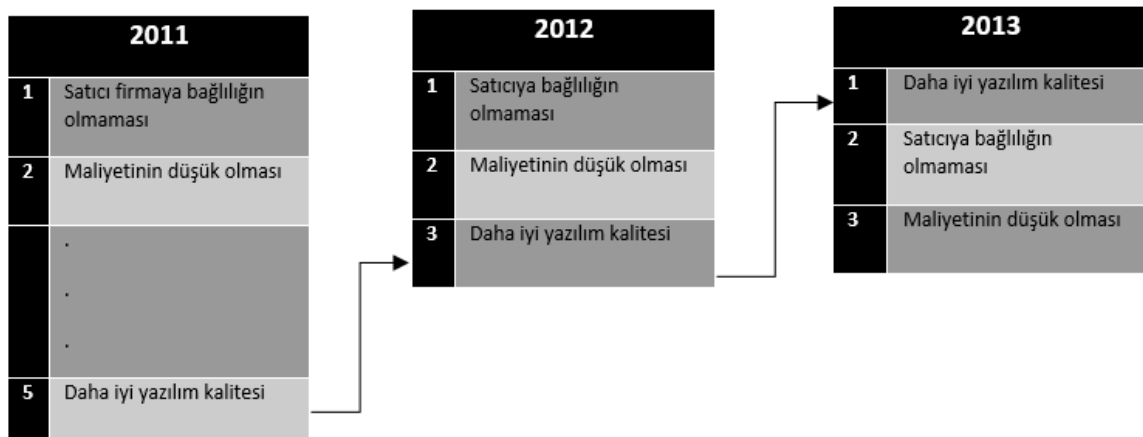 2011
1 Satıcı firmaya bağlılığın
olmaması
2 Maliyetinin düşük olması
.
.
.
5 Daha iyi yazılım kalitesi
2012
1 Satıcıya bağlılığın
olmaması
2 Maliyetinin düşük olması
3 Daha iyi yazılım kalitesi
2013
1 Daha iyi yazılım kalitesi
2 Satıcıya bağlılığın
olmaması
3 Maliyetinin düşük olması